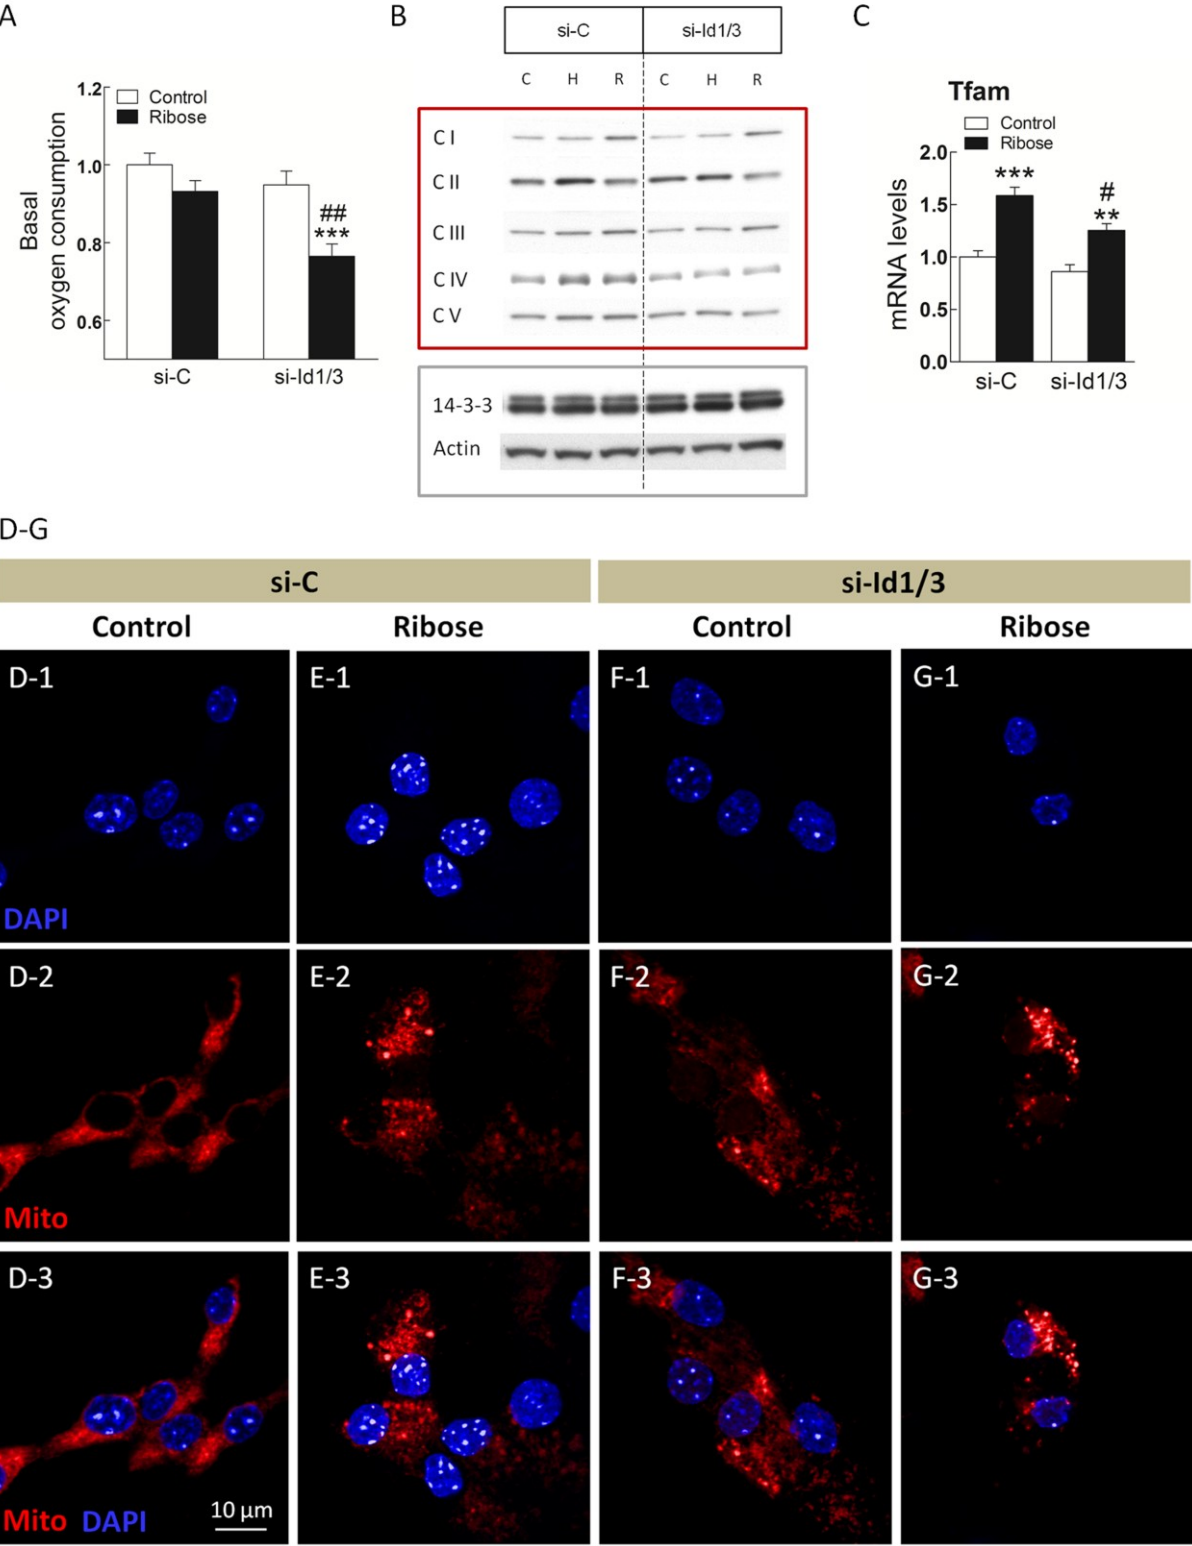 A
B
C
si-C
si-Id1/3
C H R C H R
1.2
1.0
0.8
0.6
Basal
oxygen consumption
Control
Ribose
##
***
si-C
si-Id1/3
C I
C II
C III
C IV
C V
14-3-3
Actin
Tfam
Control
Ribose
2.0
1.5
1.0
0.5
0.0
mRNA levels
***
#
**
si-C
si-Id1/3
D-G
si-C
si-Id1/3
Control
Ribose
Control
Ribose
D-1
E-1
F-1
G-1
DAPI
D-2
E-2
F-2
G-2
Mito
D-3
E-3
F-3
G-3
10 μm
Mito DAPI